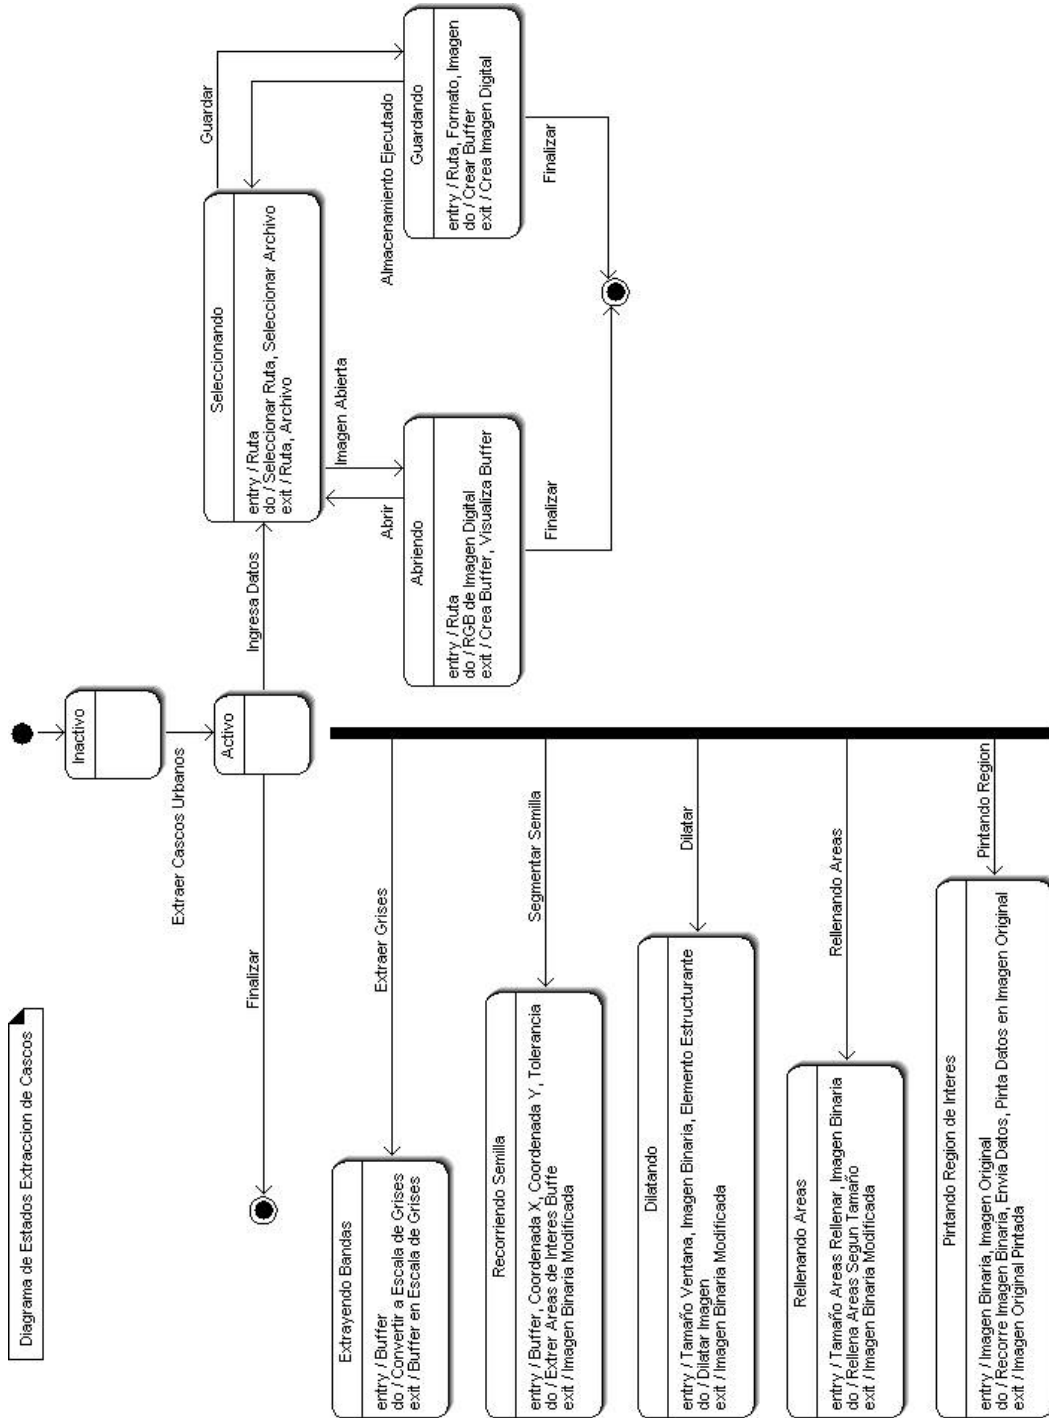 Diagrama de Estados Extraccion de Cascos
Inactivo
Extraer Cascos Urbanos
Activo
Finalizar
Ingresa Datos
Seleccionando
entry / Ruta
do / Seleccionar Ruta, Seleccionar Archivo
exit / Ruta, Archivo
Guardar
Almacenamiento Ejecutado
Guardando
entry / Ruta, Formato, Imagen
do / Crear Buffer
exit / Crea Imagen Digital
Finalizar
Imagen Abierta
Abrir
Abriendo
entry / Ruta
do / RGB de Imagen Digital
exit / Crea Buffer, Visualiza Buffer
Finalizar
Extraer Grises
Extrayendo Bandas
entry / Buffer
do / Convertir a Escala de Grises
exit / Buffer en Escala de Grises
Segmentar Semilla
Recorriendo Semilla
entry / Buffer, Coordenada X, Coordenada Y, Tolerancia
do / Extrer Areas de Interes Buffe
exit / Imagen Binaria Modificada
Dilatar
Dilatando
entry / Tamaño Ventana, Imagen Binaria, Elemento Estructurante
do / Dilatar Imagen
exit / Imagen Binaria Modificada
Rellenando Areas
Rellenando Areas
entry / Tamaño Areas Rellenar, Imagen Binaria
do / Rellena Areas Segun Tamaño
exit / Imagen Binaria Modificada
Pintando Region
Pintando Region de Interes
entry / Imagen Binaria, Imagen Original
do / Recorre Imagen Binaria, Envia Datos, Pinta Datos en Imagen Original
exit / Imagen Original Pintada